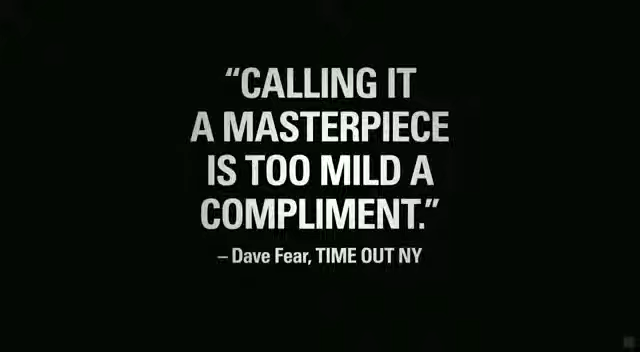 “CALLING IT
A MASTERPIECE
IS TOO MILD A
COMPLIMENT.”
– Dave Fear, TIME OUT NY